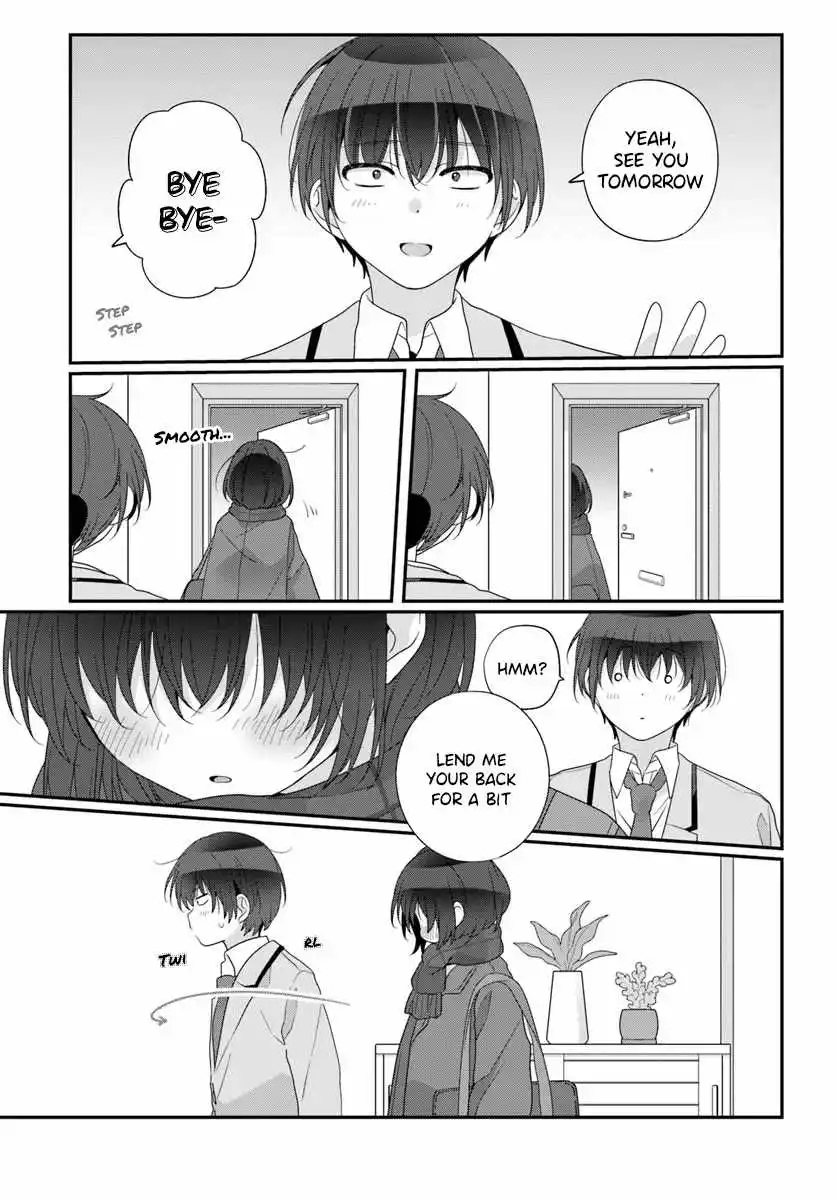 YEAH,
SEE YOU
TOMORROW
BYE
BYE-
STEP
STEP
SMOOTH...
HMM?
LEND ME
YOUR BACK
FOR A BIT
TWI
RL